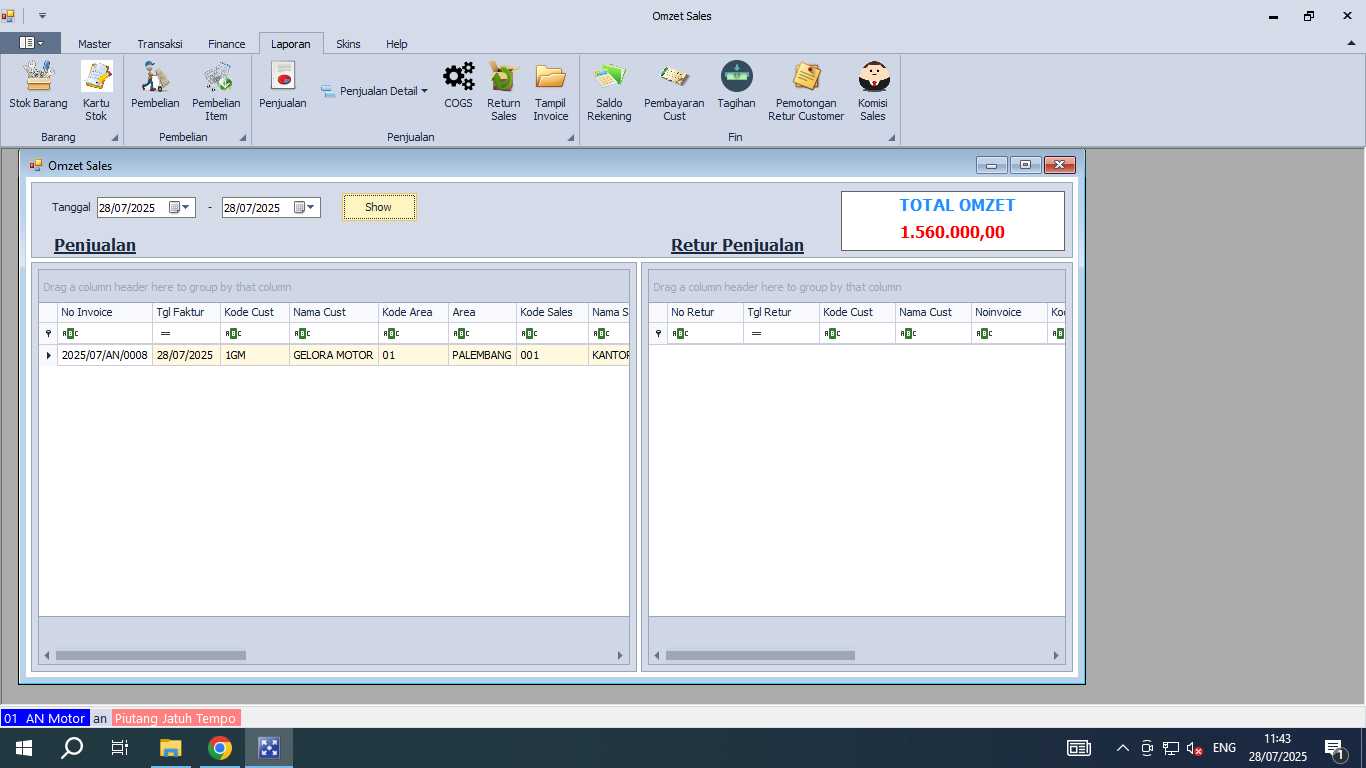 Omzet Sales
Master Transaksi Finance Laporan Skins Help
Stok Barang Kartu Stok Pembelian Pembelian Item Penjualan Penjualan Detail COGS Return Sales Tampil Invoice Saldo Rekening Pembayaran Cust Tagihan Pemotongan Retur Customer Komisi Sales
Barang Pembelian Penjualan Fin
Omzet Sales
Tanggal 28/07/2025 - 28/07/2025 Show
TOTAL OMZET
1.560.000,00
Penjualan Retur Penjualan
Drag a column header here to group by that column
No Invoice Tgl Faktur Kode Cust Nama Cust Kode Area Area Kode Sales Nama S
2025/07/AN/0008 28/07/2025 1GM GELORA MOTOR 01 PALEMBANG 001 KANTOR
Drag a column header here to group by that column
No Retur Tgl Retur Kode Cust Nama Cust Noinvoice Ko
01 AN Motor an Piutang Jatuh Tempo
ENG
11:43
28/07/2025
1